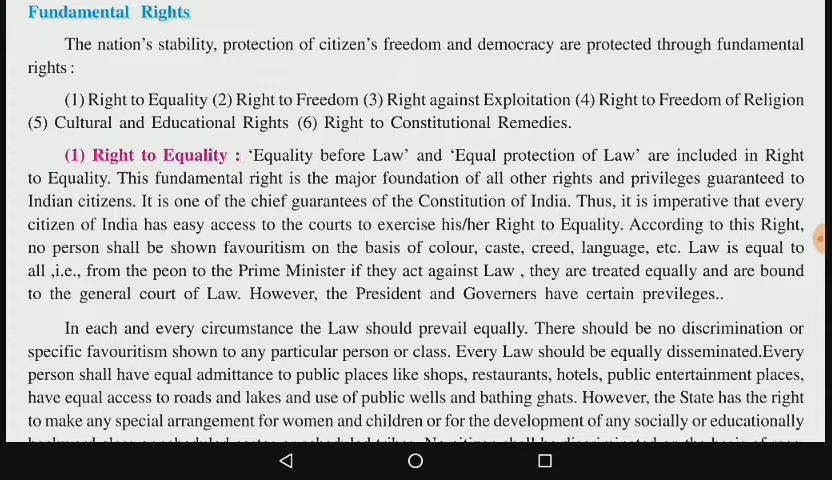 Fundamental Rights
The nation's stability, protection of citizen's freedom and democracy are protected through fundamental
rights :
(1) Right to Equality (2) Right to Freedom (3) Right against Exploitation (4) Right to Freedom of Religion
(5) Cultural and Educational Rights (6) Right to Constitutional Remedies.
(1) Right to Equality : ‘Equality before Law’ and ‘Equal protection of Law’ are included in Right
to Equality. This fundamental right is the major foundation of all other rights and privileges guaranteed to
Indian citizens. It is one of the chief guarantees of the Constitution of India. Thus, it is imperative that every
citizen of India has easy access to the courts to exercise his/her Right to Equality. According to this Right,
no person shall be shown favouritism on the basis of colour, caste, creed, language, etc. Law is equal to
all ,i.e., from the peon to the Prime Minister if they act against Law , they are treated equally and are bound
to the general court of Law. However, the President and Governers have certain previleges..
In each and every circumstance the Law should prevail equally. There should be no discrimination or
specific favouritism shown to any particular person or class. Every Law should be equally disseminated.Every
person shall have equal admittance to public places like shops, restaurants, hotels, public entertainment places,
have equal access to roads and lakes and use of public wells and bathing ghats. However, the State has the right
to make any special arrangement for women and children or for the development of any socially or educationally